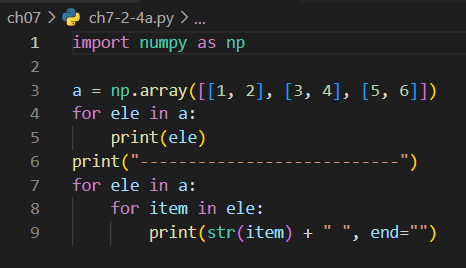 ch07 > ch7-2-4a.py > ...
1 import numpy as np
2
3 a = np.array([[1, 2], [3, 4], [5, 6]])
4 for ele in a:
5     print(ele)
6 print("---------------------------")
7 for ele in a:
8     for item in ele:
9         print(str(item) + " ", end="")